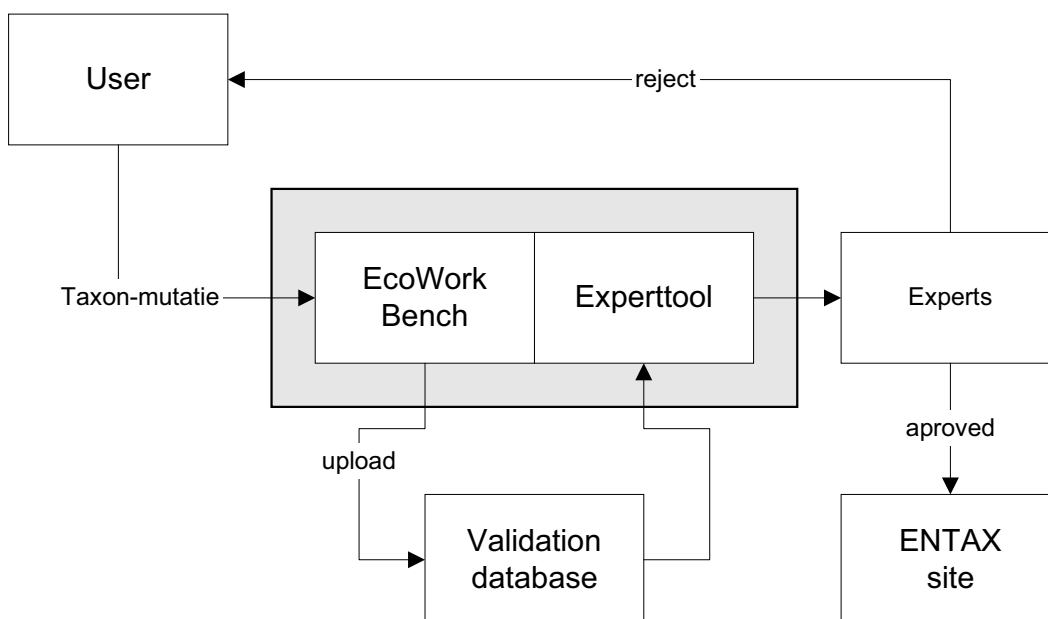 User
reject
EcoWork
Bench
Experttool
Taxon-mutatie
Experts
upload
aproved
Validation
database
ENTAX
site